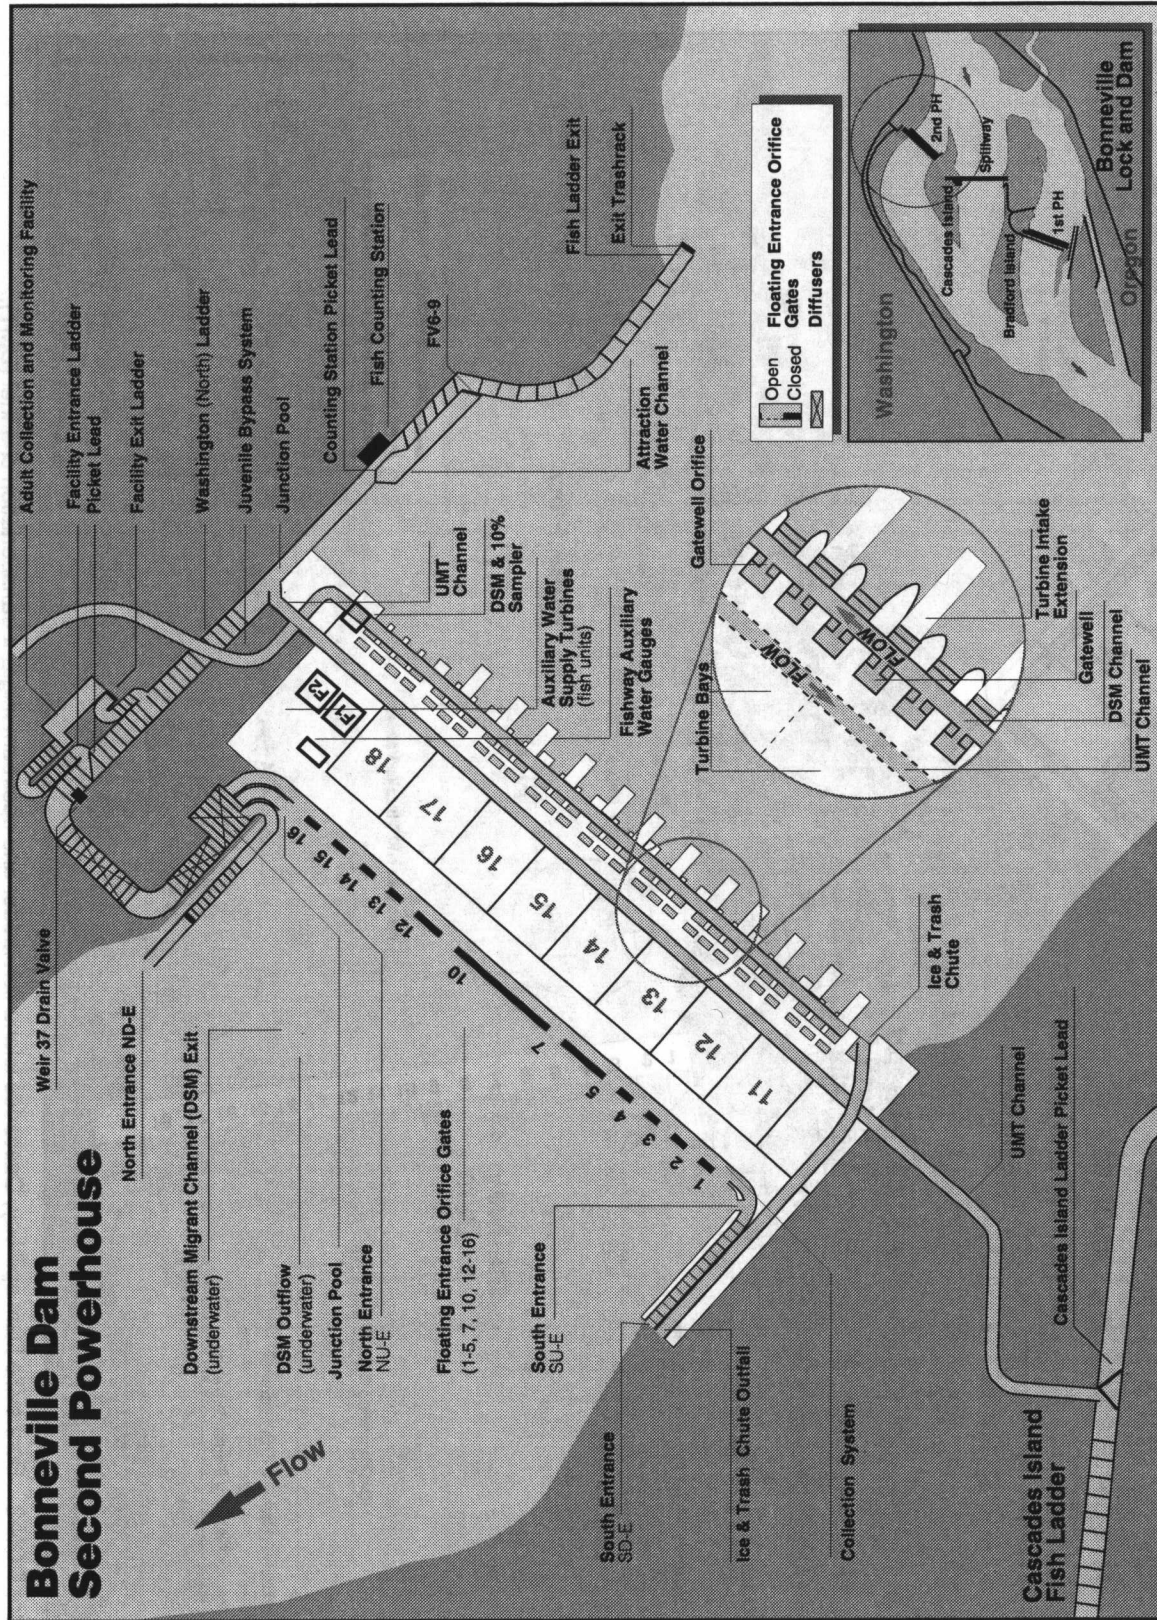 Bonneville Dam
Second Powerhouse
Flow
Weir 37 Drain Valve
North Entrance ND-E
Downstream Migrant Channel (DSM) Exit
(underwater)
DSM Outflow
(underwater)
Junction Pool
North Entrance
NU-E
Floating Entrance Orifice Gates
(1-5, 7, 10, 12-16)
South Entrance
SU-E
South Entrance
SD-E
Ice & Trash Chute Outfall
Collection System
Cascades Island
Fish Ladder
Adult Collection and Monitoring Facility
Facility Entrance Ladder
Picket Lead
Facility Exit Ladder
Washington (North) Ladder
Juvenile Bypass System
Junction Pool
Counting Station Picket Lead
Fish Counting Station
FV6-9
Fish Ladder Exit
Exit Trashrack
Attraction
Water Channel
UMT
Channel
DSM & 10%
Sampler
Auxiliary Water
Supply Turbines
(fish units)
Fishway Auxiliary
Water Gauges
F2
F1
18
17
16
15
14
13
12
11
16
15
14
13
12
10
7
5
4
3
2
1
Ice & Trash
Chute
UMT Channel
Cascades Island Ladder Picket Lead
Gatewell Orifice
Turbine Bays
FLOW
FLOW
Turbine Intake
Extension
Gatewell
DSM Channel
UMT Channel
Open
Closed
Floating Entrance Orifice
Gates
Diffusers
Washington
Cascades Island
2nd PH
Spillway
Bradford Island
1st PH
Oregon
Bonneville
Lock and Dam